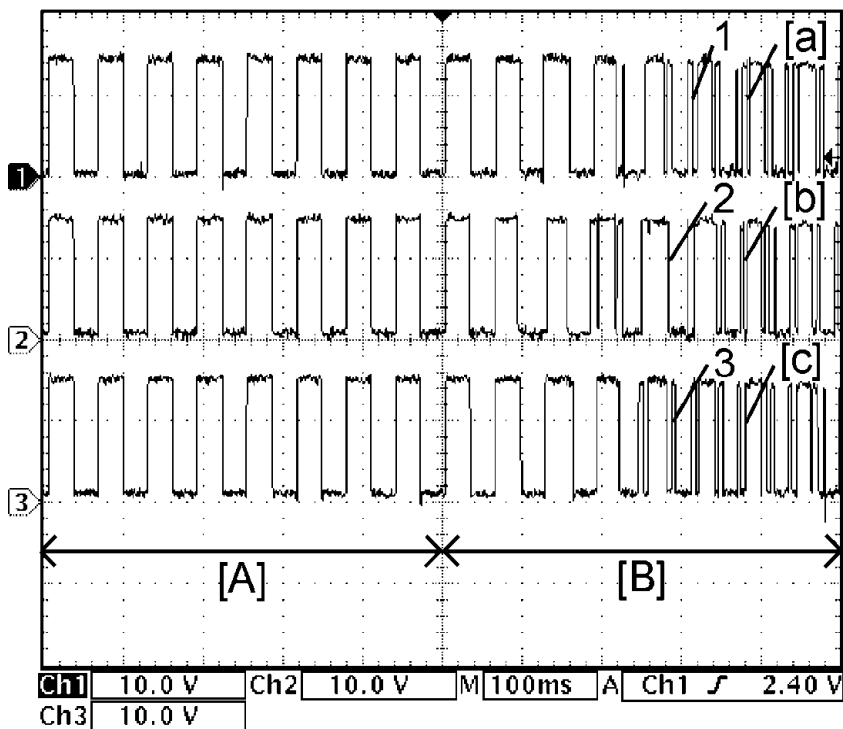 1 [a]
1
2 [b]
2
3 [c]
3
[A] [B]
Ch1 10.0 V Ch2 10.0 V M 100ms A Ch1 2.40 V
Ch3 10.0 V